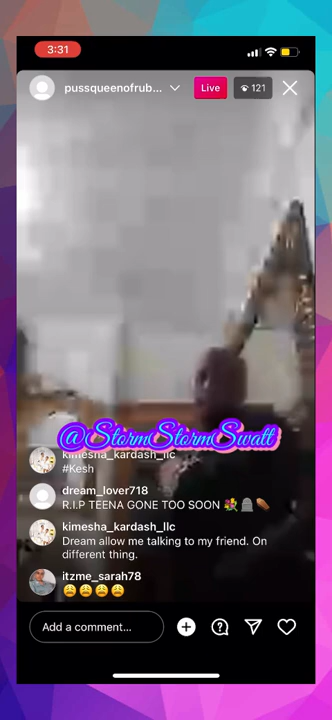 3:31
pussqueenofrub...
Live
121
@StormStormSwatt
kimesha_kardash_llc
#Kesh
dream_lover718
R.I.P TEENA GONE TOO SOON 💐🪦⚰️
kimesha_kardash_llc
Dream allow me talking to my friend. On
different thing.
itzme_sarah78
😩😩😩😩
Add a comment...